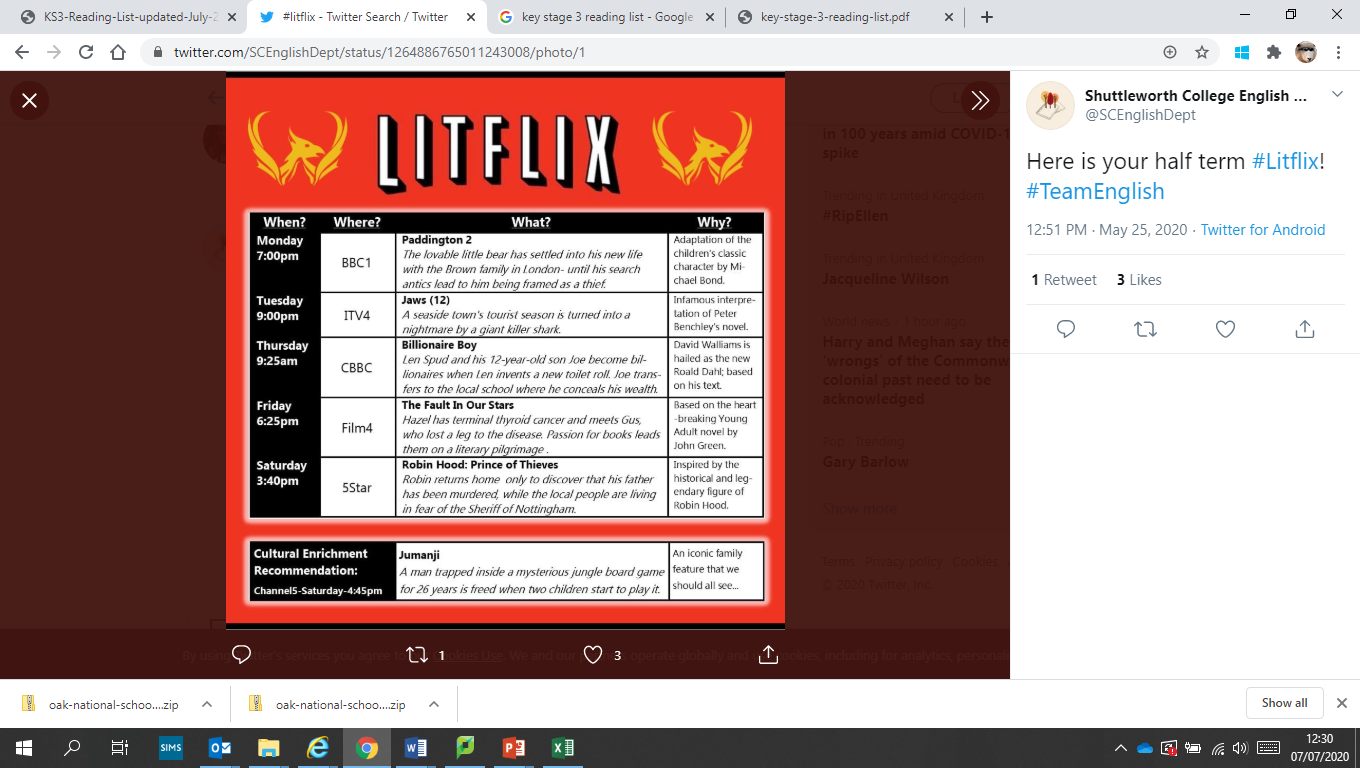 KS3-Reading-List-updated-July-2
#litflix - Twitter Search / Twitter
key stage 3 reading list - Google
key-stage-3-reading-list.pdf
twitter.com/SCEnglishDept/status/1264886765011243008/photo/1
LITFLIX
When? Where? What? Why?
Monday
7:00pm
BBC1
Paddington 2
The lovable little bear has settled into his new life
with the Brown family in London- until his search
antics lead to him being framed as a thief.
Adaptation of the
children's classic
character by Mi-
chael Bond.
Tuesday
9:00pm
ITV4
Jaws (12)
A seaside town's tourist season is turned into a
nightmare by a giant killer shark.
Infamous interpre-
tation of Peter
Benchley's novel.
Thursday
9:25am
CBBC
Billionaire Boy
Len Spud and his 12-year-old son Joe become bil-
lionaires when Len invents a new toilet roll. Joe trans-
fers to the local school where he conceals his wealth.
David Walliams is
hailed as the new
Roald Dahl; based
on his text.
Friday
6:25pm
Film4
The Fault In Our Stars
Hazel has terminal thyroid cancer and meets Gus,
who lost a leg to the disease. Passion for books leads
them on a literary pilgrimage .
Based on the heart
-breaking Young
Adult novel by
John Green.
Saturday
3:40pm
5Star
Robin Hood: Prince of Thieves
Robin returns home only to discover that his father
has been murdered, while the local people are living
in fear of the Sheriff of Nottingham.
Inspired by the
historical and leg-
endary figure of
Robin Hood.
Cultural Enrichment
Recommendation:
Channel5-Saturday-4:45pm
Jumanji
A man trapped inside a mysterious jungle board game
for 26 years is freed when two children start to play it.
An iconic family
feature that we
should all see...
in 100 years amid COVID-1
spike
Trending in United Kingdom
#RipEllen
Trending in United Kingdom
Jacqueline Wilson
World news 1 hour ago
Harry and Meghan say the
'wrongs' of the Commonw
colonial past need to be
acknowledged
Pop Trending
Gary Barlow
Show more
Terms Privacy policy Cookies
© 2020 Twitter, Inc.
1
3
Shuttleworth College English ...
@SCEnglishDept
Here is your half term #Litflix!
#TeamEnglish
12:51 PM · May 25, 2020 · Twitter for Android
1 Retweet 3 Likes
oak-national-schoo....zip
oak-national-schoo....zip
Show all
SIMS
12:30
07/07/2020